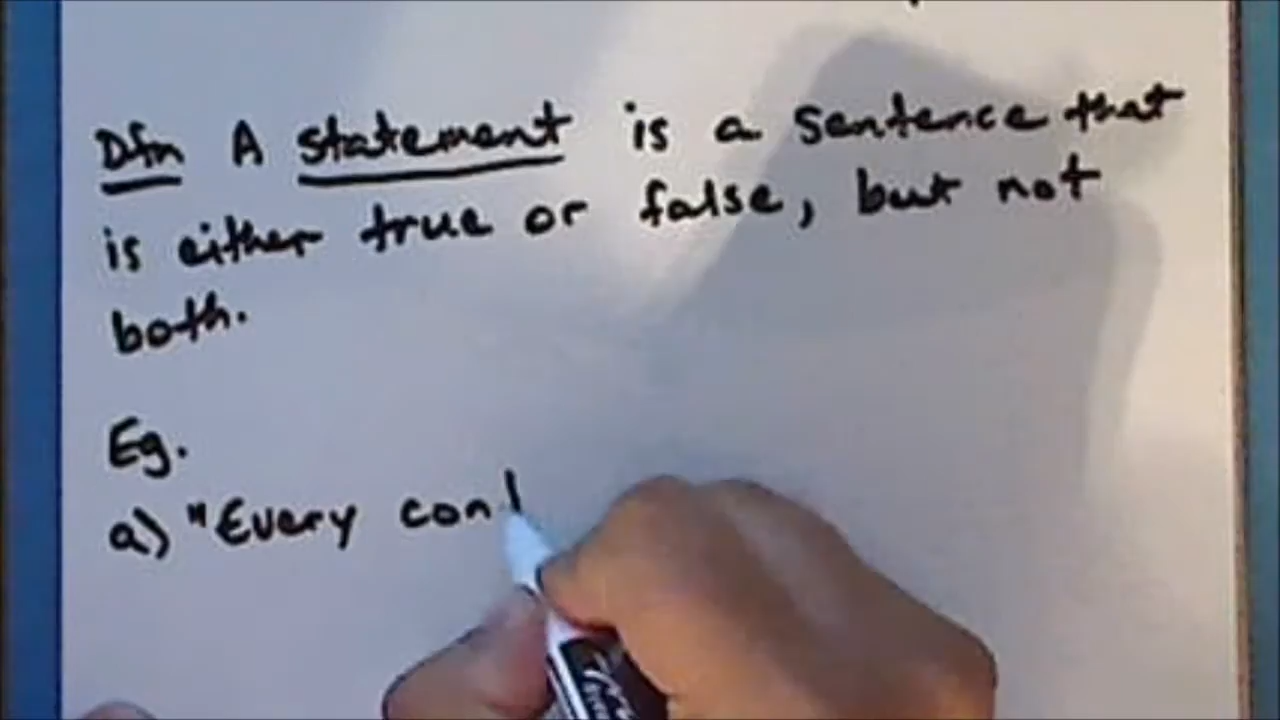 Dfn A statement is a sentence that
is either true or false, but not
both.
Eg.
a) "Every con